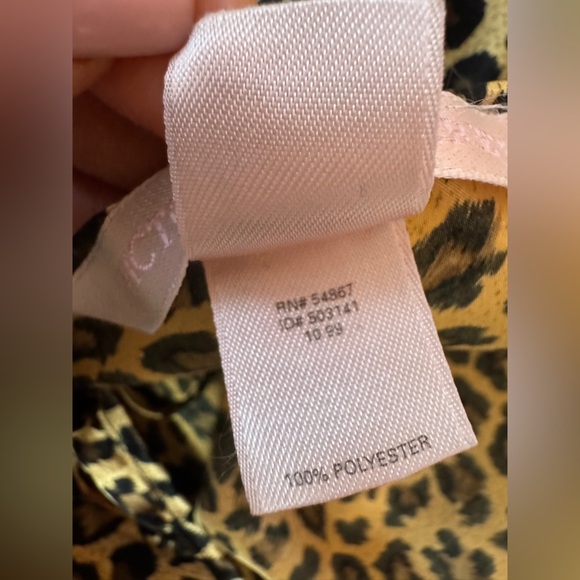 RN# 54867
ID# 503141
10 99
100% POLYESTER